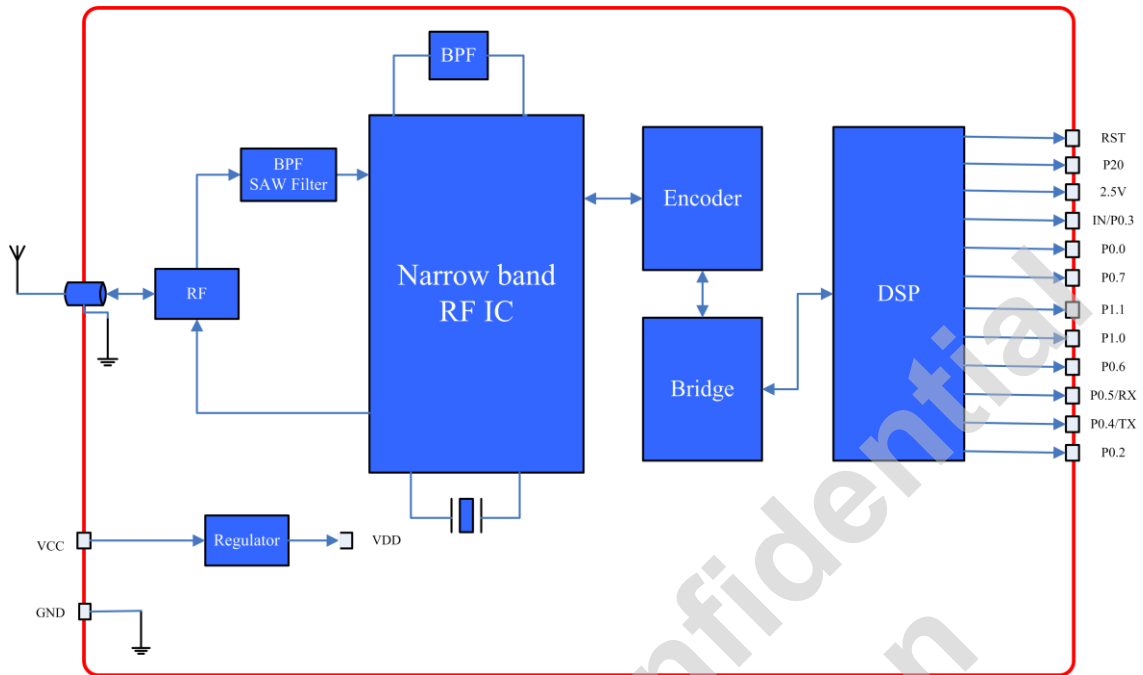 BPF
BPF
SAW Filter
Narrow band
RF IC
RF
Encoder
Bridge
DSP
RST
P20
2.5V
IN/P0.3
P0.0
P0.7
P1.1
P1.0
P0.6
P0.5/RX
P0.4/TX
P0.2
VCC
Regulator
VDD
GND